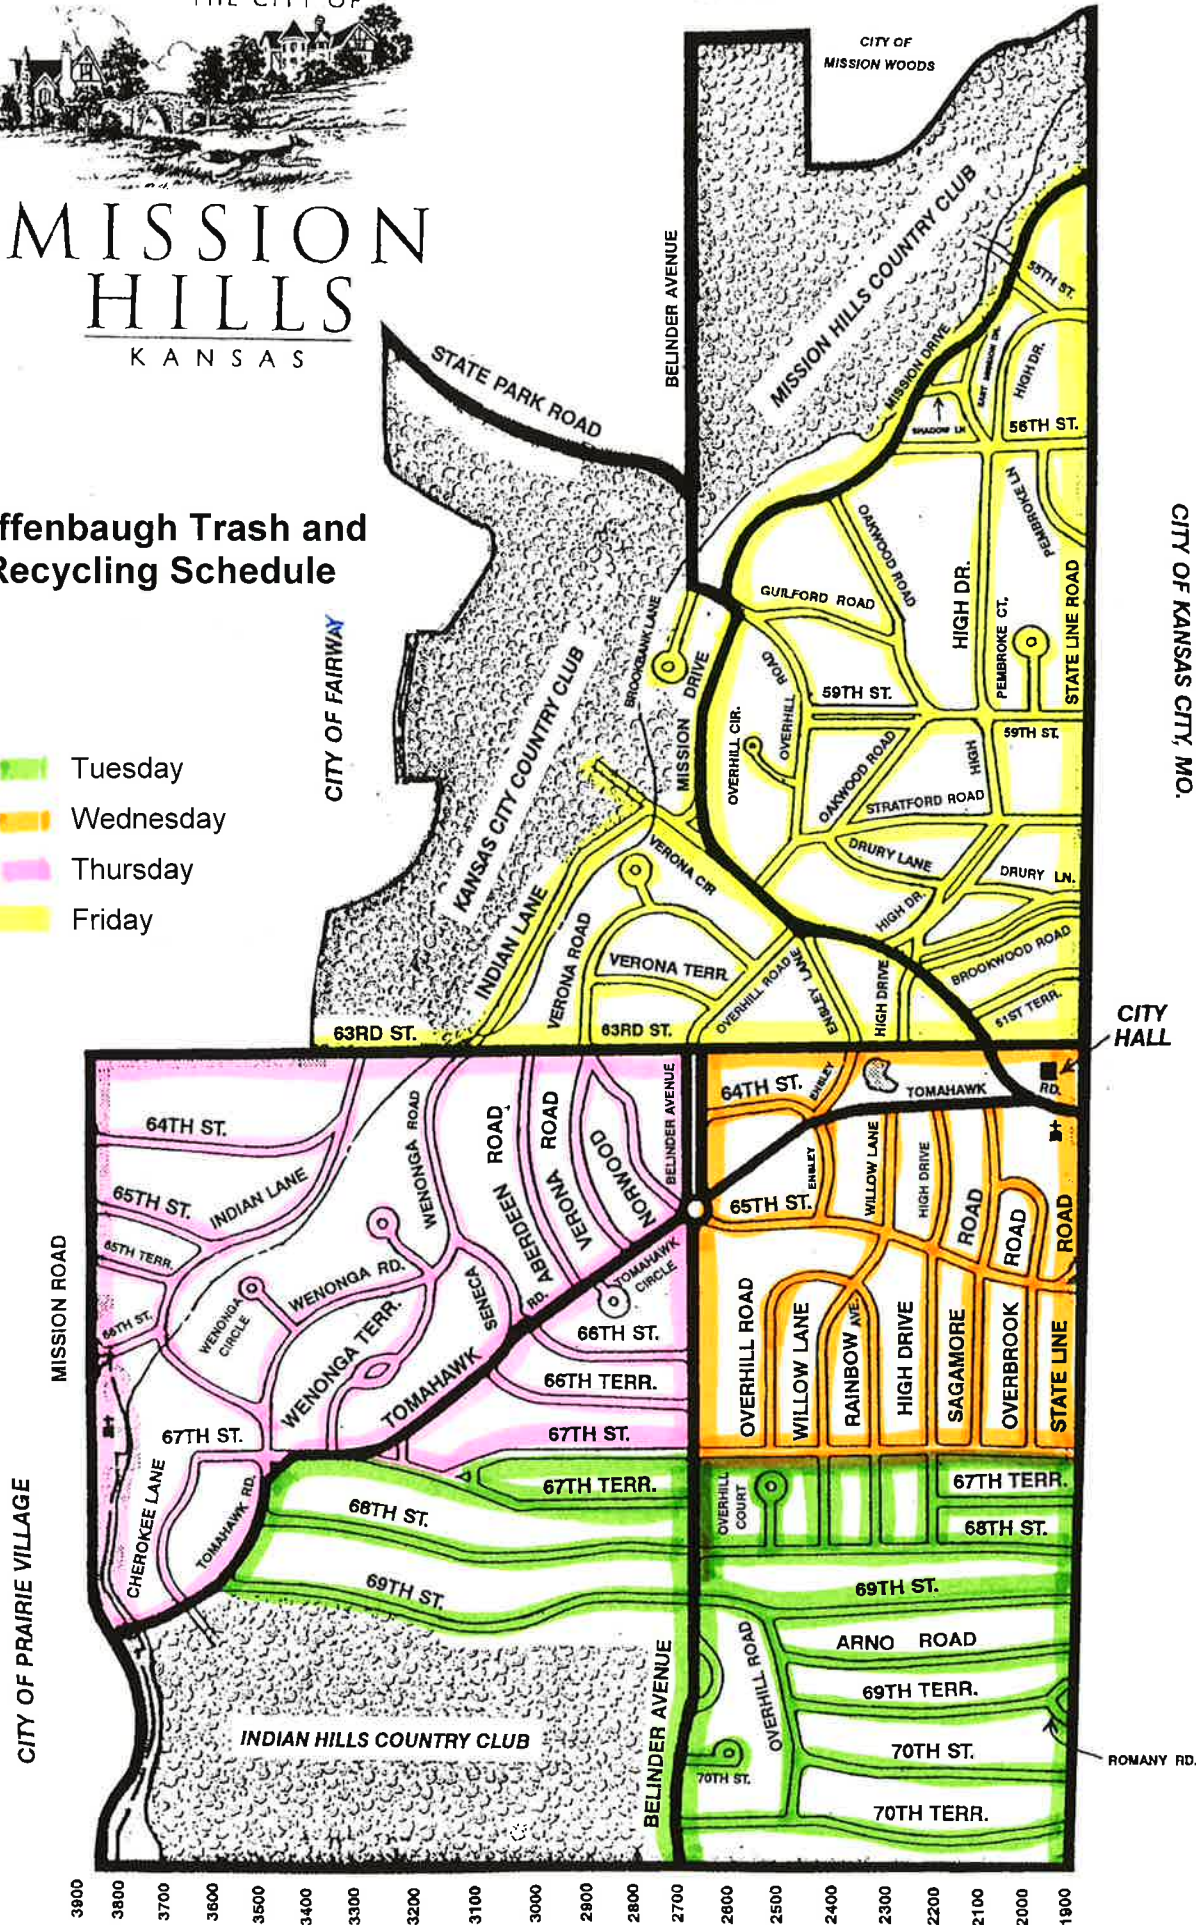 THE CITY OF
MISSION
HILLS
KANSAS
ffenbaugh Trash and
Recycling Schedule
Tuesday
Wednesday
Thursday
Friday
CITY OF
MISSION WOODS
MISSION HILLS COUNTRY CLUB
BELINDER AVENUE
STATE PARK ROAD
55TH ST.
MISSION DRIVE
EAST MISSION DR.
HIGH DR.
SHADOW LN
56TH ST.
PEMBROKE LN
OAKWOOD ROAD
CITY OF KANSAS CITY, MO.
CITY OF FAIRWAY
KANSAS CITY COUNTRY CLUB
BROOKBANK LANE
GUILFORD ROAD
HIGH DR.
PEMBROKE CT.
STATE LINE ROAD
MISSION DRIVE
OVERHILL CIR.
OVERHILL ROAD
59TH ST.
59TH ST.
OAKWOOD ROAD
HIGH
STRATFORD ROAD
DRURY LANE
DRURY LN.
VERONA CIR
HIGH DR.
BROOKWOOD ROAD
INDIAN LANE
VERONA ROAD
VERONA TERR.
OVERHILL ROAD
ENSLEY LANE
HIGH DRIVE
61ST TERR.
63RD ST.
63RD ST.
CITY
HALL
64TH ST.
WENONGA ROAD
ABERDEEN ROAD
VERONA ROAD
NORWOOD
BELINDER AVENUE
64TH ST.
ENSLEY
TOMAHAWK RD.
65TH ST.
INDIAN LANE
65TH TERR.
66TH ST.
WENONGA CIRCLE
WENONGA RD.
WENONGA TERR.
SENECA
RD.
TOMAHAWK CIRCLE
66TH ST.
66TH TERR.
TOMAHAWK
67TH ST.
67TH ST.
65TH ST.
ENSLEY
WILLOW LANE
HIGH DRIVE
ROAD
ROAD
ROAD
OVERHILL ROAD
WILLOW LANE
RAINBOW AVE.
HIGH DRIVE
SAGAMORE
OVERBROOK
STATE LINE
MISSION ROAD
CITY OF PRAIRIE VILLAGE
CHEROKEE LANE
TOMAHAWK RD.
67TH TERR.
68TH ST.
69TH ST.
OVERHILL COURT
67TH TERR.
68TH ST.
69TH ST.
ARNO ROAD
69TH TERR.
70TH ST.
70TH TERR.
OVERHILL ROAD
70TH ST.
BELINDER AVENUE
ROMANY RD.
INDIAN HILLS COUNTRY CLUB
3900 3800 3700 3600 3500 3400 3300 3200 3100 3000 2900 2800 2700 2600 2500 2400 2300 2200 2100 2000 1900